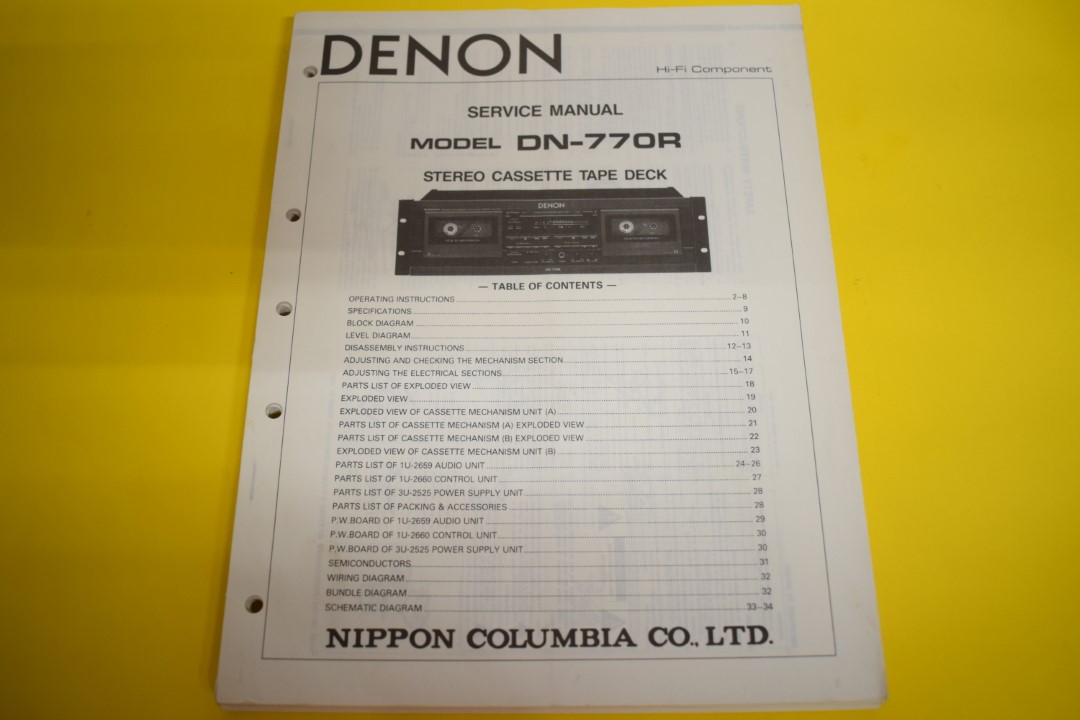 DENON
Hi-Fi Component
SERVICE MANUAL
MODEL DN-770R
STEREO CASSETTE TAPE DECK
DENON
— TABLE OF CONTENTS —
OPERATING INSTRUCTIONS 2–8
SPECIFICATIONS 9
BLOCK DIAGRAM 10
LEVEL DIAGRAM 11
DISASSEMBLY INSTRUCTIONS 12–13
ADJUSTING AND CHECKING THE MECHANISM SECTION 14
ADJUSTING THE ELECTRICAL SECTIONS 15–17
PARTS LIST OF EXPLODED VIEW 18
EXPLODED VIEW 19
EXPLODED VIEW OF CASSETTE MECHANISM UNIT (A) 20
PARTS LIST OF CASSETTE MECHANISM (A) EXPLODED VIEW 21
PARTS LIST OF CASSETTE MECHANISM (B) EXPLODED VIEW 22
EXPLODED VIEW OF CASSETTE MECHANISM UNIT (B) 23
PARTS LIST OF 1U-2659 AUDIO UNIT 24–26
PARTS LIST OF 1U-2660 CONTROL UNIT 27
PARTS LIST OF 3U-2525 POWER SUPPLY UNIT 28
PARTS LIST OF PACKING & ACCESSORIES 28
P.W.BOARD OF 1U-2659 AUDIO UNIT 29
P.W.BOARD OF 1U-2660 CONTROL UNIT 30
P.W.BOARD OF 3U-2525 POWER SUPPLY UNIT 30
SEMICONDUCTORS 31
WIRING DIAGRAM 32
BUNDLE DIAGRAM 32
SCHEMATIC DIAGRAM 33–34
NIPPON COLUMBIA CO., LTD.